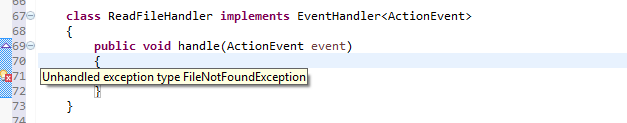 67 class ReadFileHandler implements EventHandler<ActionEvent>
68 {
69 public void handle(ActionEvent event)
70 {
71 Unhandled exception type FileNotFoundException
72 }
73 }
74